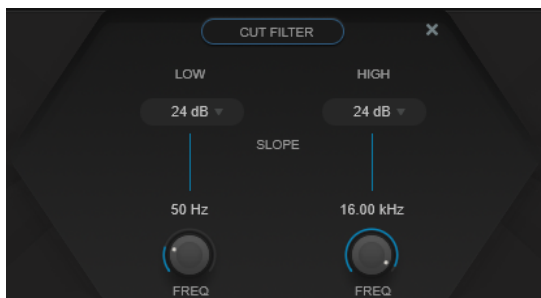 CUT FILTER
LOW HIGH
24 dB 24 dB
SLOPE
50 Hz 16.00 kHz
FREQ FREQ